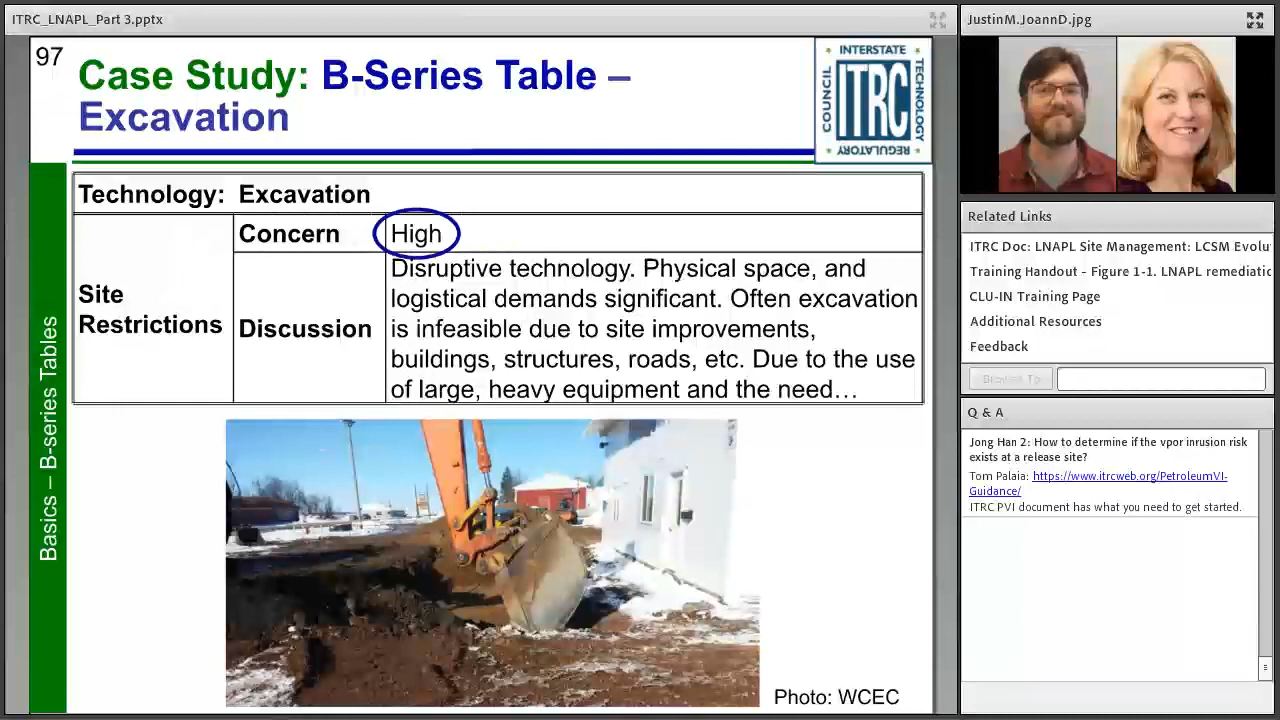 ITRC_LNAPL_Part 3.pptx
97
Case Study: B-Series Table –
Excavation
INTERSTATE
COUNCIL
ITRC
TECHNOLOGY
REGULATORY
Technology: Excavation
Site
Restrictions
Concern
High
Discussion
Disruptive technology. Physical space, and
logistical demands significant. Often excavation
is infeasible due to site improvements,
buildings, structures, roads, etc. Due to the use
of large, heavy equipment and the need…
Basics – B-series Tables
Photo: WCEC
JustinM.JoannD.jpg
Related Links
ITRC Doc: LNAPL Site Management: LCSM Evolu
Training Handout - Figure 1-1. LNAPL remediatic
CLU-IN Training Page
Additional Resources
Feedback
Browse To
Q & A
Jong Han 2: How to determine if the vpor inrusion risk
exists at a release site?
Tom Palaia: https://www.itrcweb.org/PetroleumVI-
Guidance/
ITRC PVI document has what you need to get started.